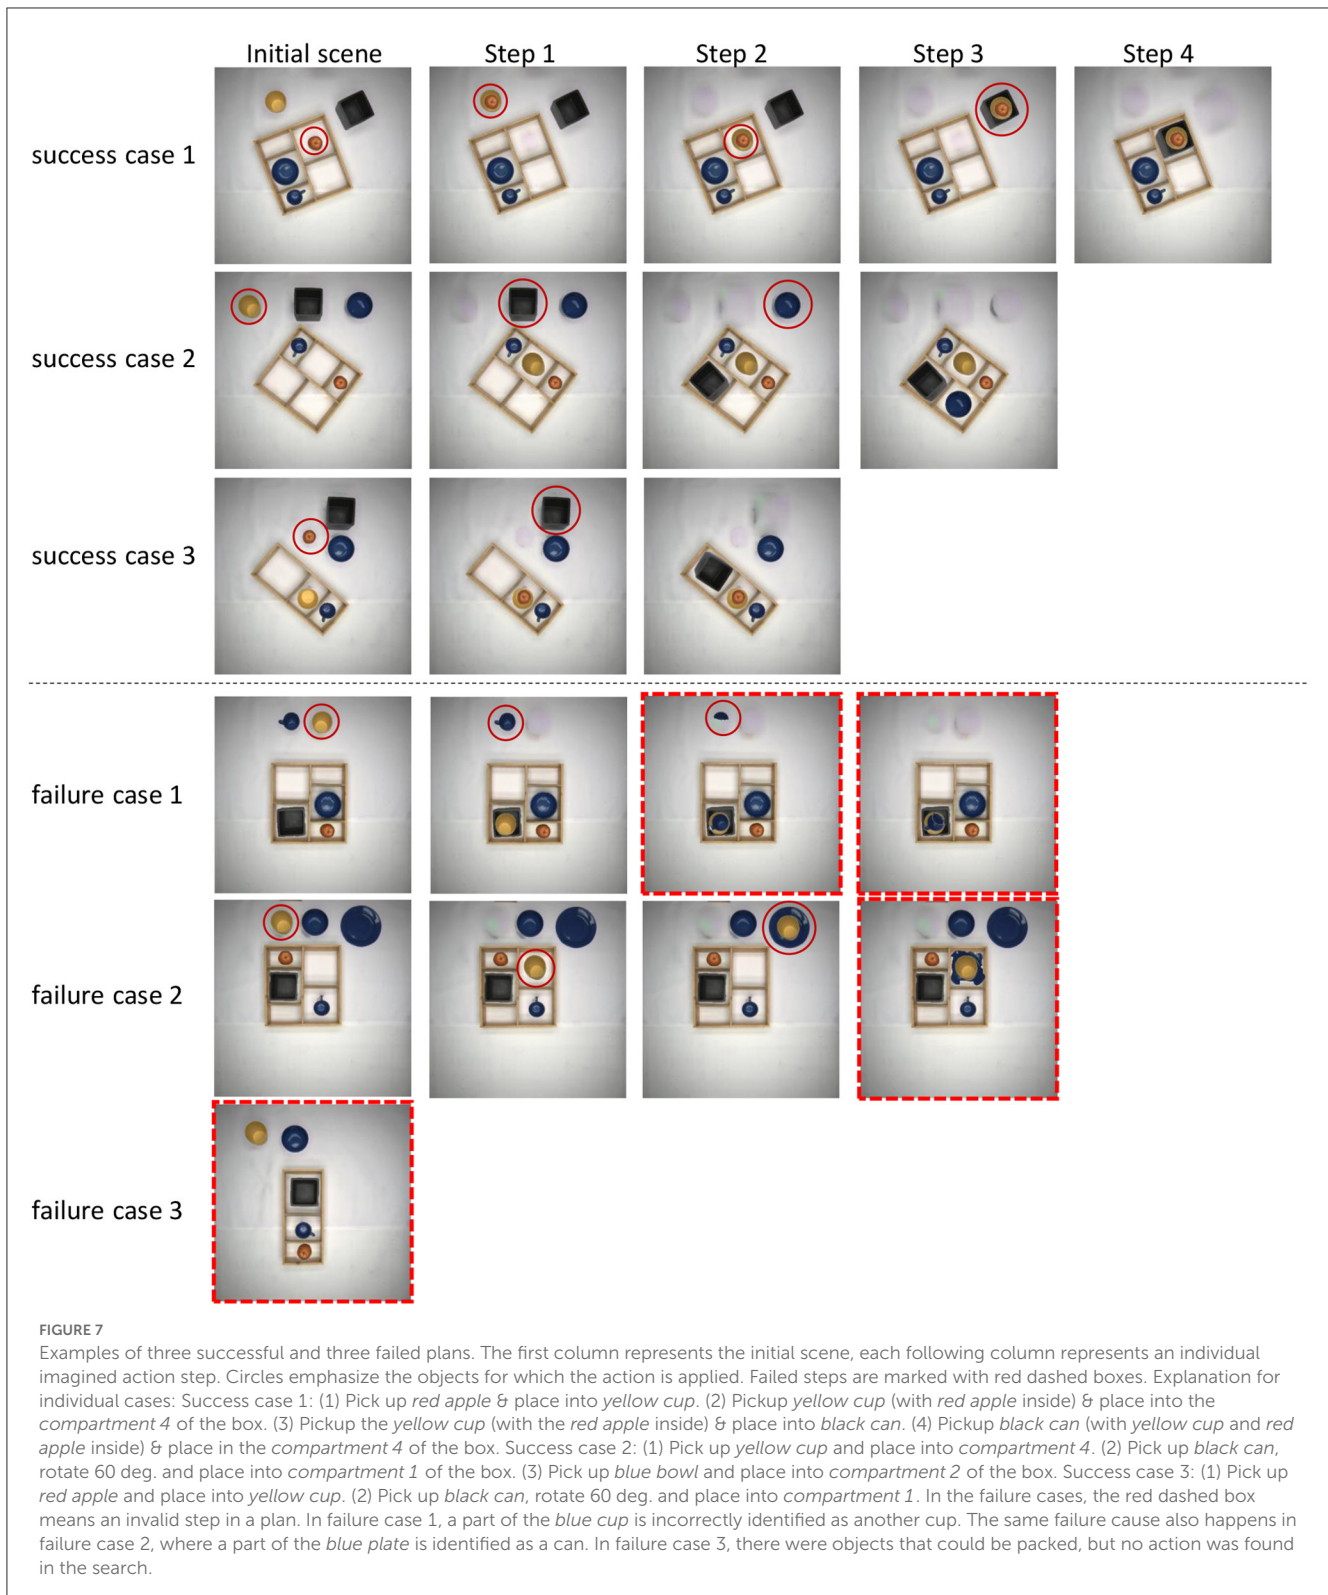 Initial scene Step 1 Step 2 Step 3 Step 4
success case 1
success case 2
success case 3
failure case 1
failure case 2
failure case 3
FIGURE 7
Examples of three successful and three failed plans. The first column represents the initial scene, each following column represents an individual
imagined action step. Circles emphasize the objects for which the action is applied. Failed steps are marked with red dashed boxes. Explanation for
individual cases: Success case 1: (1) Pick up red apple & place into yellow cup. (2) Pickup yellow cup (with red apple inside) & place into the
compartment 4 of the box. (3) Pickup the yellow cup (with the red apple inside) & place into black can. (4) Pickup black can (with yellow cup and red
apple inside) & place in the compartment 4 of the box. Success case 2: (1) Pick up yellow cup and place into compartment 4. (2) Pick up black can,
rotate 60 deg. and place into compartment 1 of the box. (3) Pick up blue bowl and place into compartment 2 of the box. Success case 3: (1) Pick up
red apple and place into yellow cup. (2) Pick up black can, rotate 60 deg. and place into compartment 1. In the failure cases, the red dashed box
means an invalid step in a plan. In failure case 1, a part of the blue cup is incorrectly identified as another cup. The same failure cause also happens in
failure case 2, where a part of the blue plate is identified as a can. In failure case 3, there were objects that could be packed, but no action was found
in the search.